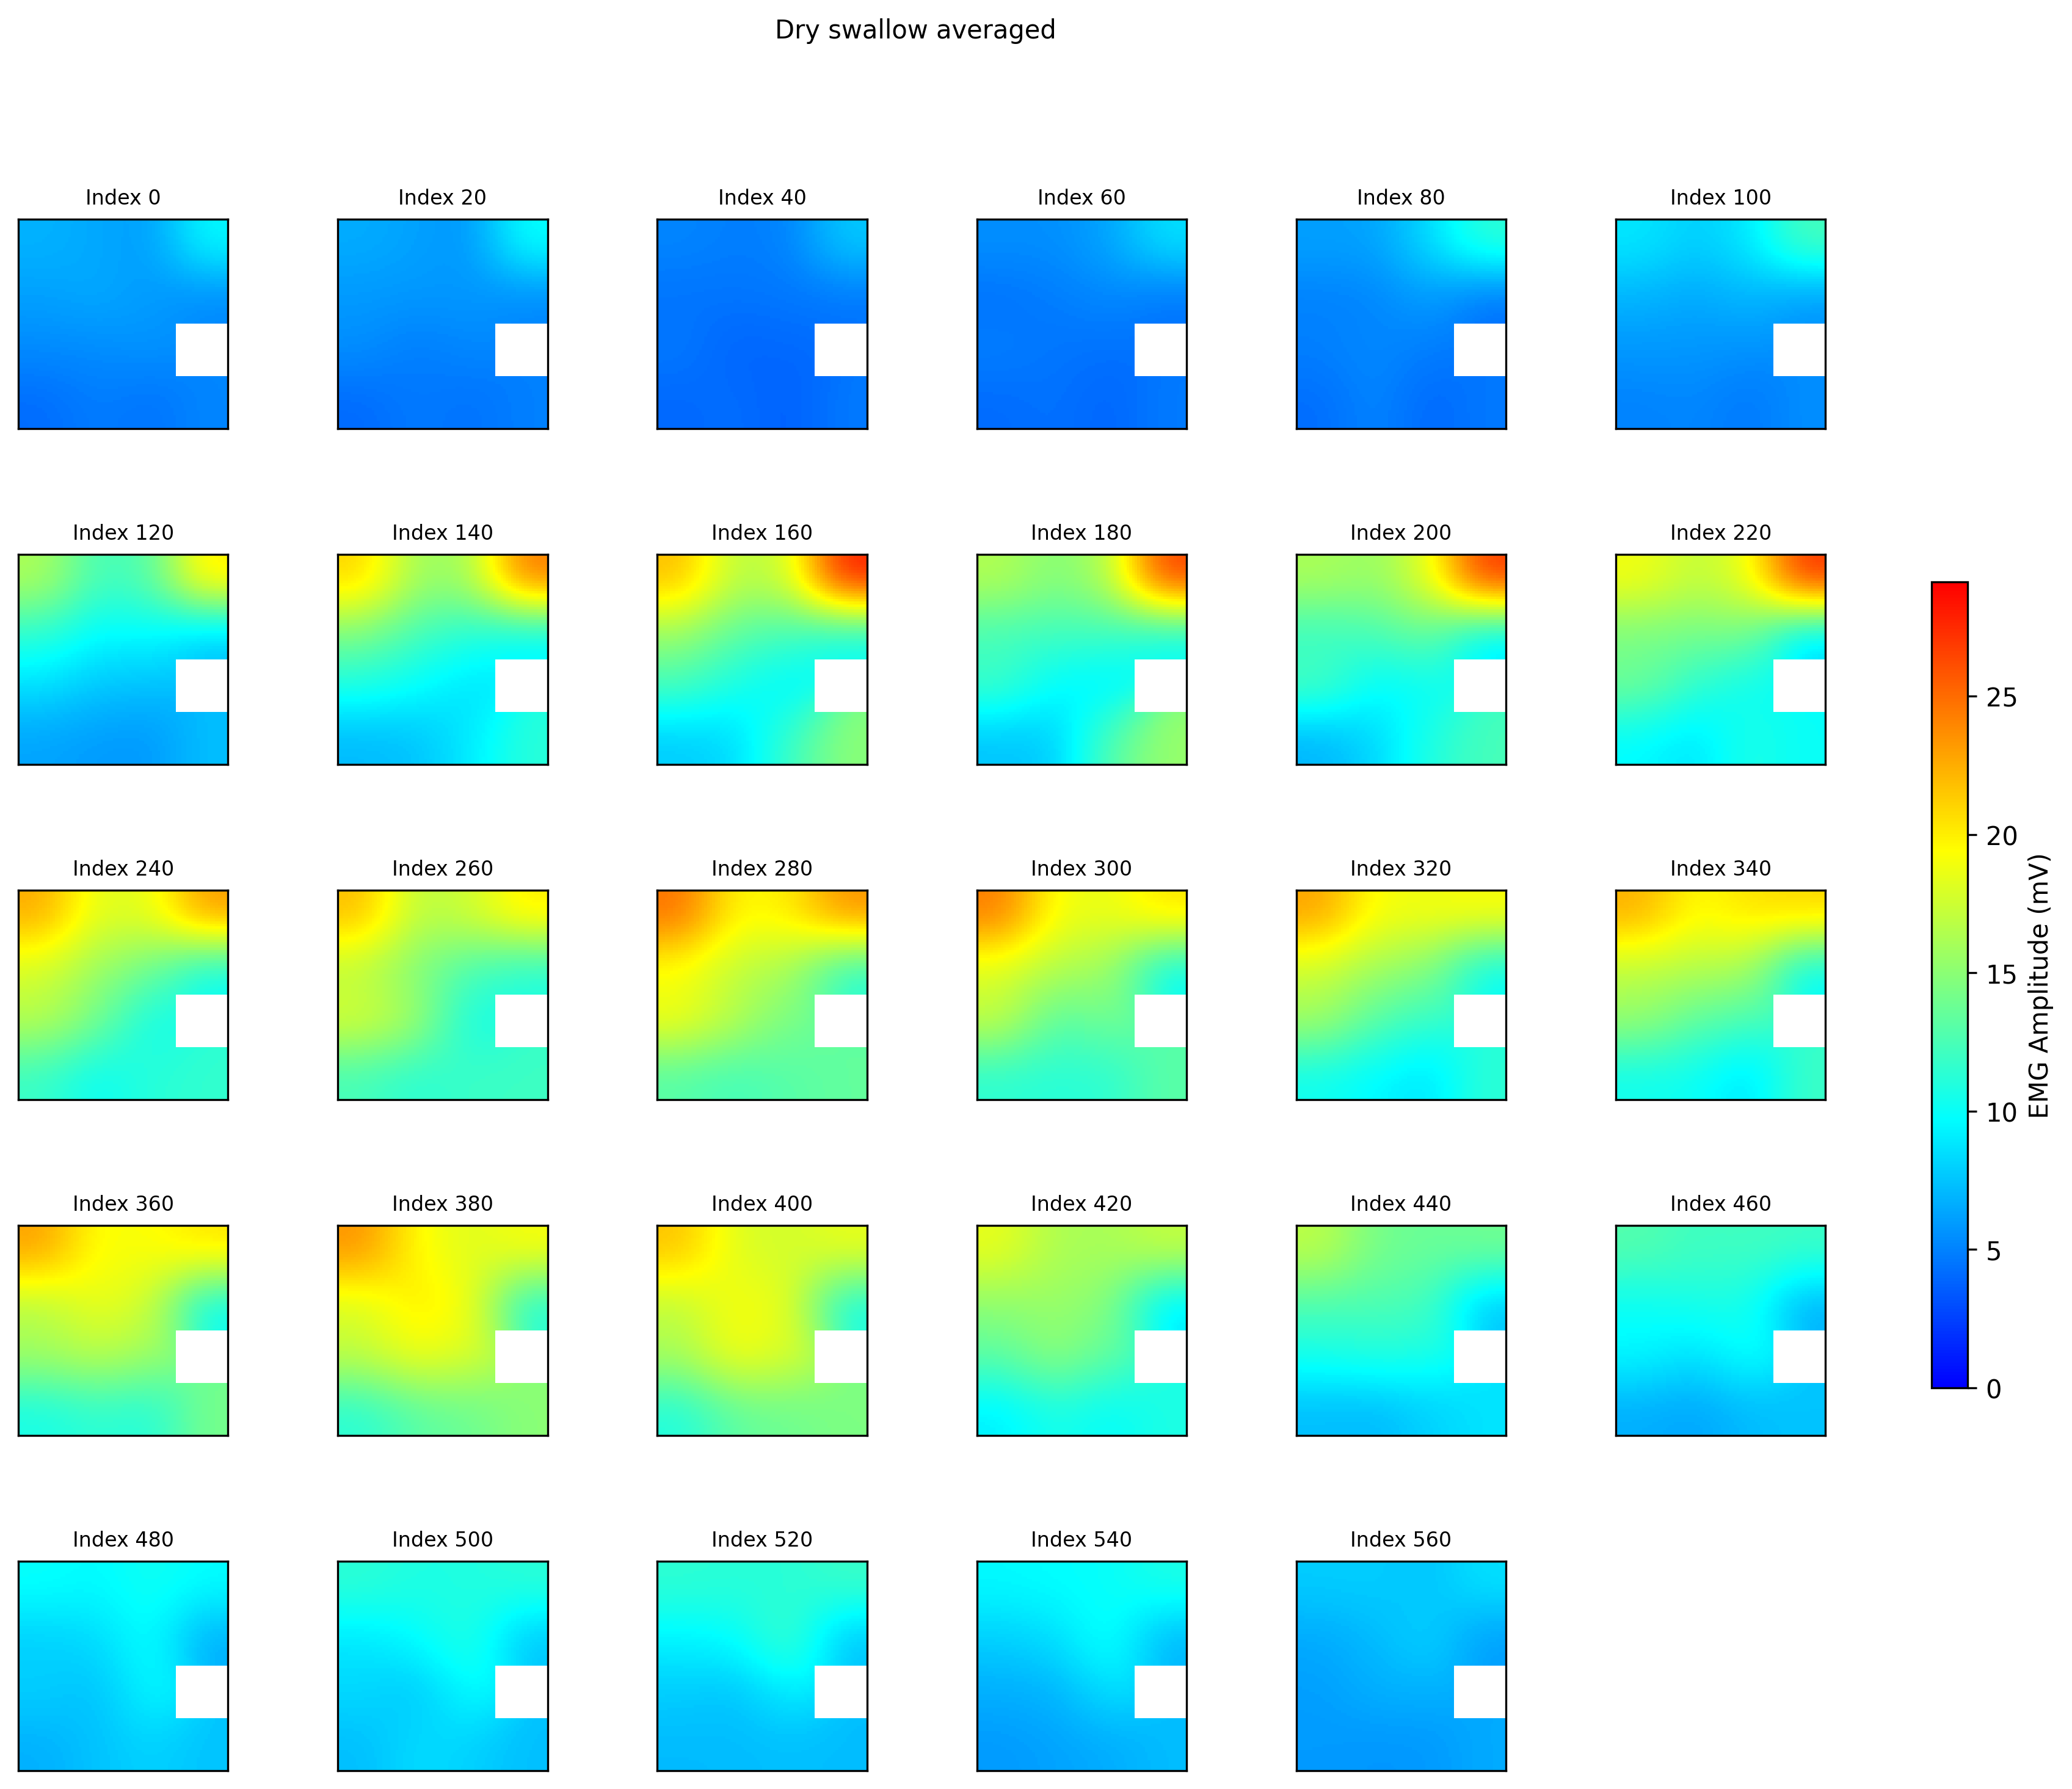 Dry swallow averaged
Index 0
Index 20
Index 40
Index 60
Index 80
Index 100
Index 120
Index 140
Index 160
Index 180
Index 200
Index 220
Index 240
Index 260
Index 280
Index 300
Index 320
Index 340
Index 360
Index 380
Index 400
Index 420
Index 440
Index 460
Index 480
Index 500
Index 520
Index 540
Index 560
25
20
15
10
5
0
EMG Amplitude (mV)